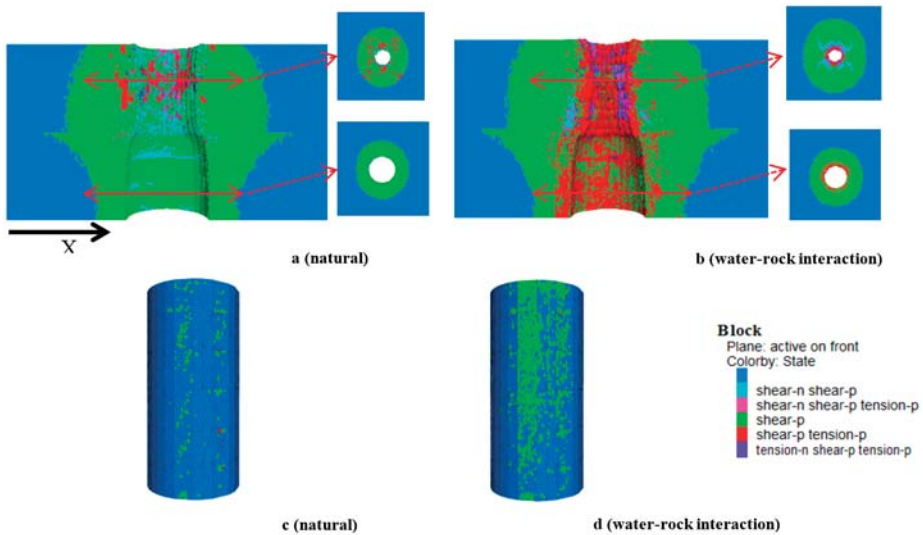 X
a (natural)
b (water-rock interaction)
c (natural)
d (water-rock interaction)
Block
Plane: active on front
Colorby: State
shear-n shear-p
shear-n shear-p tension-p
shear-p
shear-p tension-p
tension-n shear-p tension-p